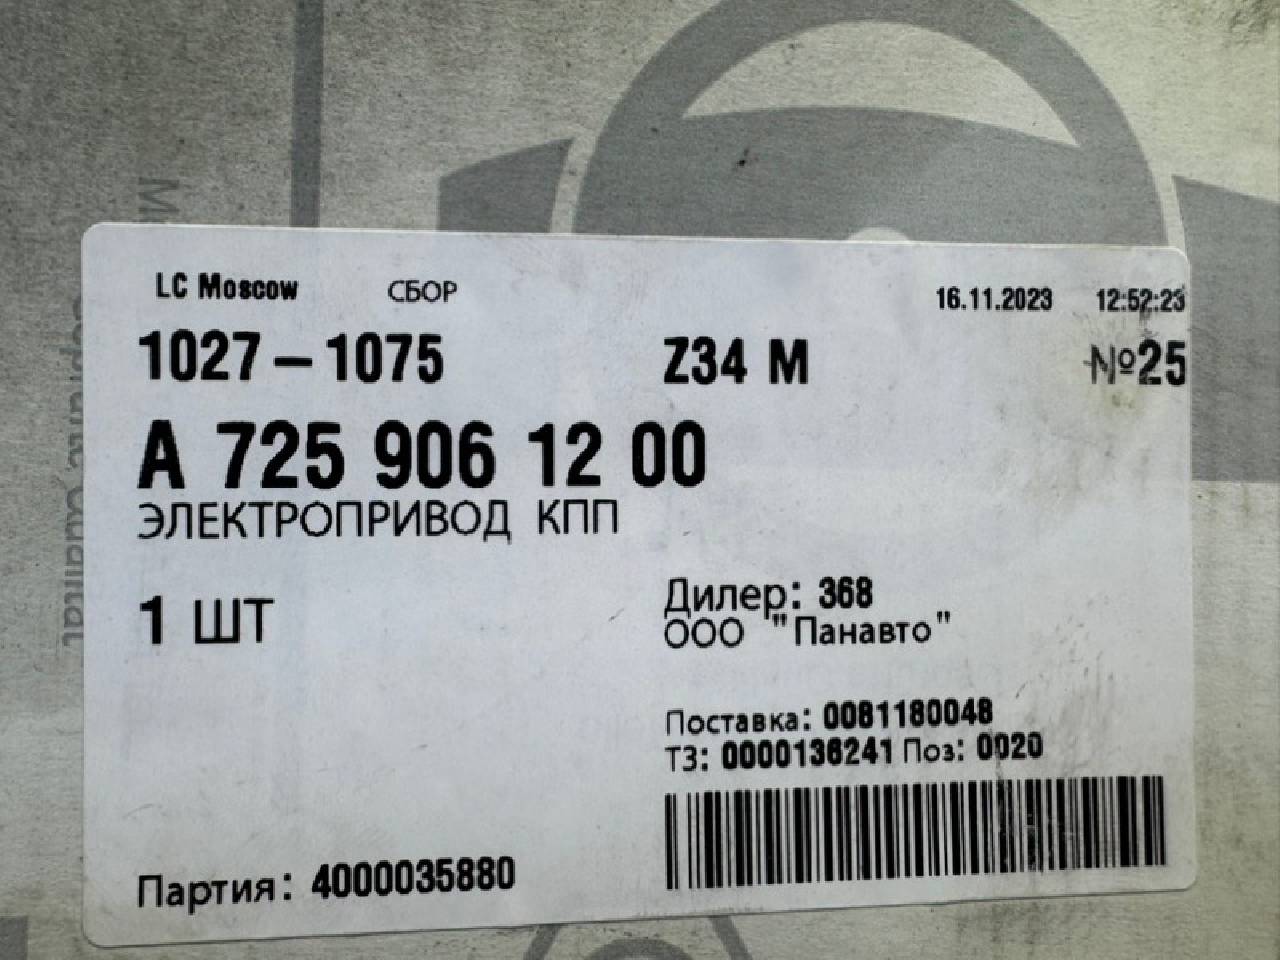 LC Moscow СБОР 16.11.2023 12:52:23
1027-1075 Z34 M №25
A 725 906 12 00
ЭЛЕКТРОПРИВОД КПП
1 ШТ
Дилер: 368
ООО "Панавто"
Поставка: 0081180048
ТЗ: 0000136241 Поз: 0020
Партия: 4000035880